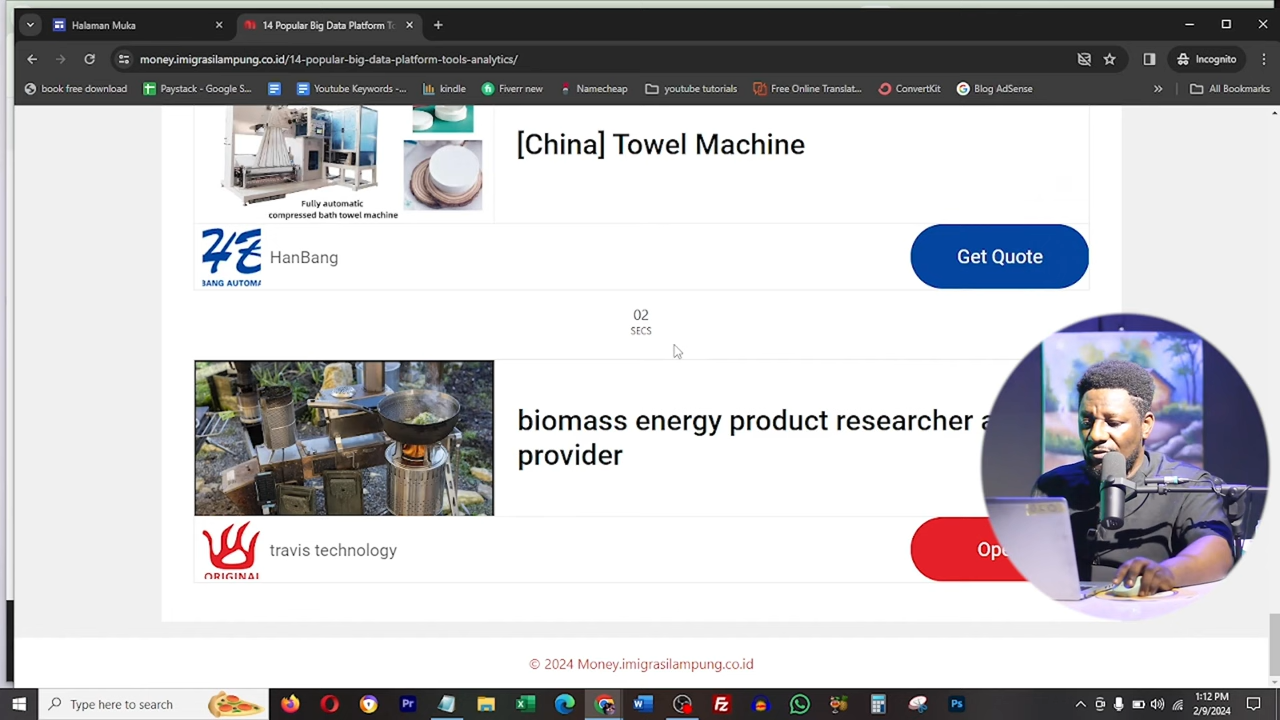 Halaman Muka
14 Popular Big Data Platform To
money.imigrasilampung.co.id/14-popular-big-data-platform-tools-analytics/
Incognito
book free download
Paystack - Google S...
Youtube Keywords -...
kindle
Fiverr new
Namecheap
youtube tutorials
Free Online Translat...
ConvertKit
Blog AdSense
All Bookmarks
[China] Towel Machine
Fully automatic
compressed bath towel machine
HanBang
BANG AUTOMA
Get Quote
02
SECS
biomass energy product researcher
provider
travis technology
ORIGINAL
© 2024 Money.imigrasilampung.co.id
Type here to search
1:12 PM
2/9/2024